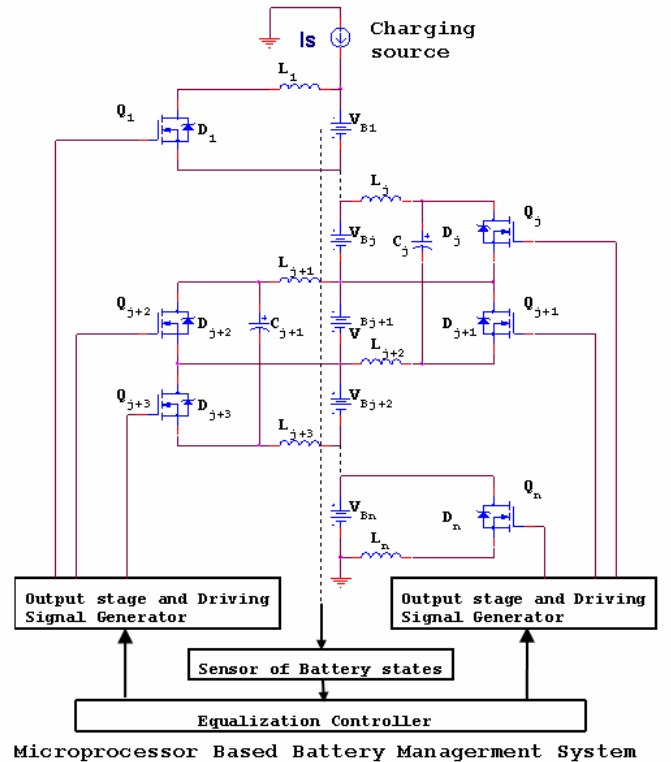 Is
Charging
source
L1
Q1
D1
VB1
Lj
Qj
VBj
Cj
Dj
Lj+1
Qj+2
Dj+2
Cj+1
Bj+1
V
Dj+1
Qj+1
Lj+2
Qj+3
Dj+3
VBj+2
Lj+3
Qn
VBn
Dn
Ln
Output stage and Driving
Signal Generator
Output stage and Driving
Signal Generator
Sensor of Battery states
Equalization Controller
Microprocessor Based Battery Managerment System